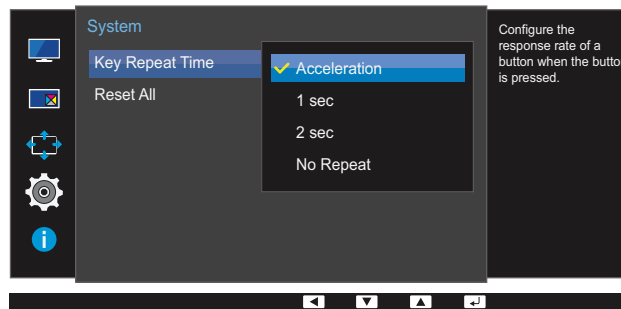 System
Key Repeat Time
Reset All
Acceleration
1 sec
2 sec
No Repeat
Configure the
response rate of a
button when the butto
is pressed.